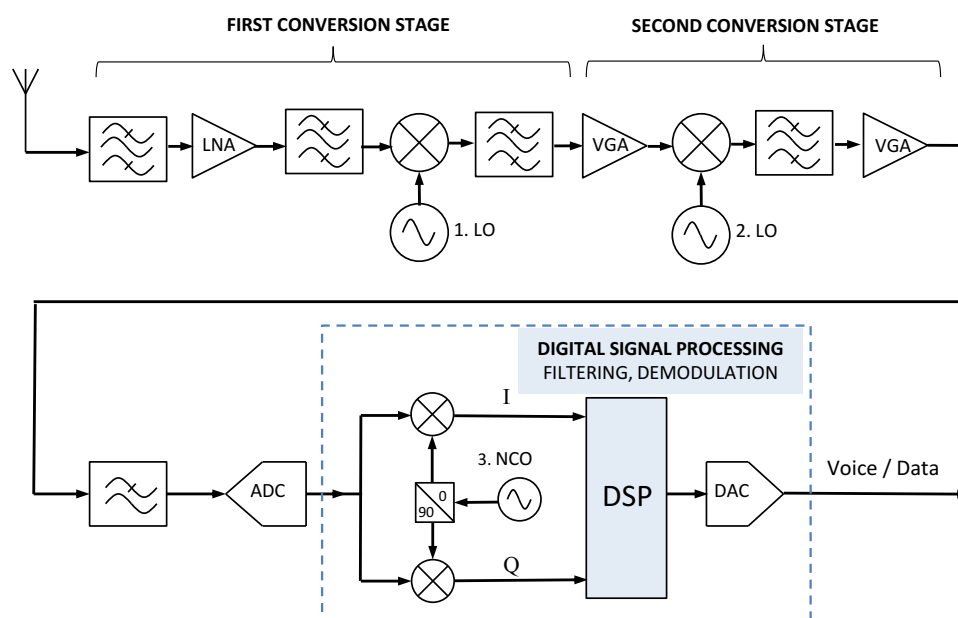 FIRST CONVERSION STAGE
SECOND CONVERSION STAGE
LNA
VGA
VGA
1. LO
2. LO
DIGITAL SIGNAL PROCESSING
FILTERING, DEMODULATION
I
3. NCO
Voice / Data
ADC
0
90
DSP
DAC
Q